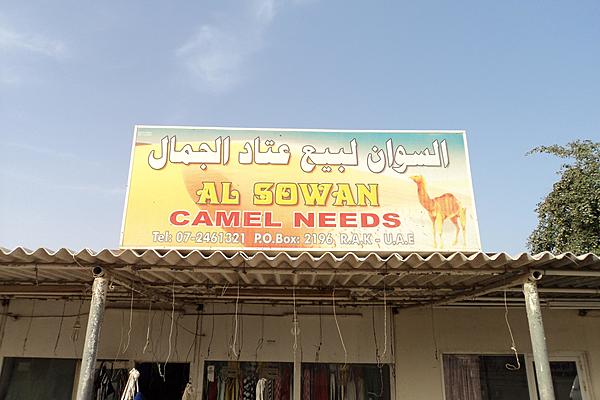 السوان لبيع عتاد الجمال
AL SOWAN
CAMEL NEEDS
Tel: 07-2461321 P.O.Box: 2196, R.A.K - U.A.E